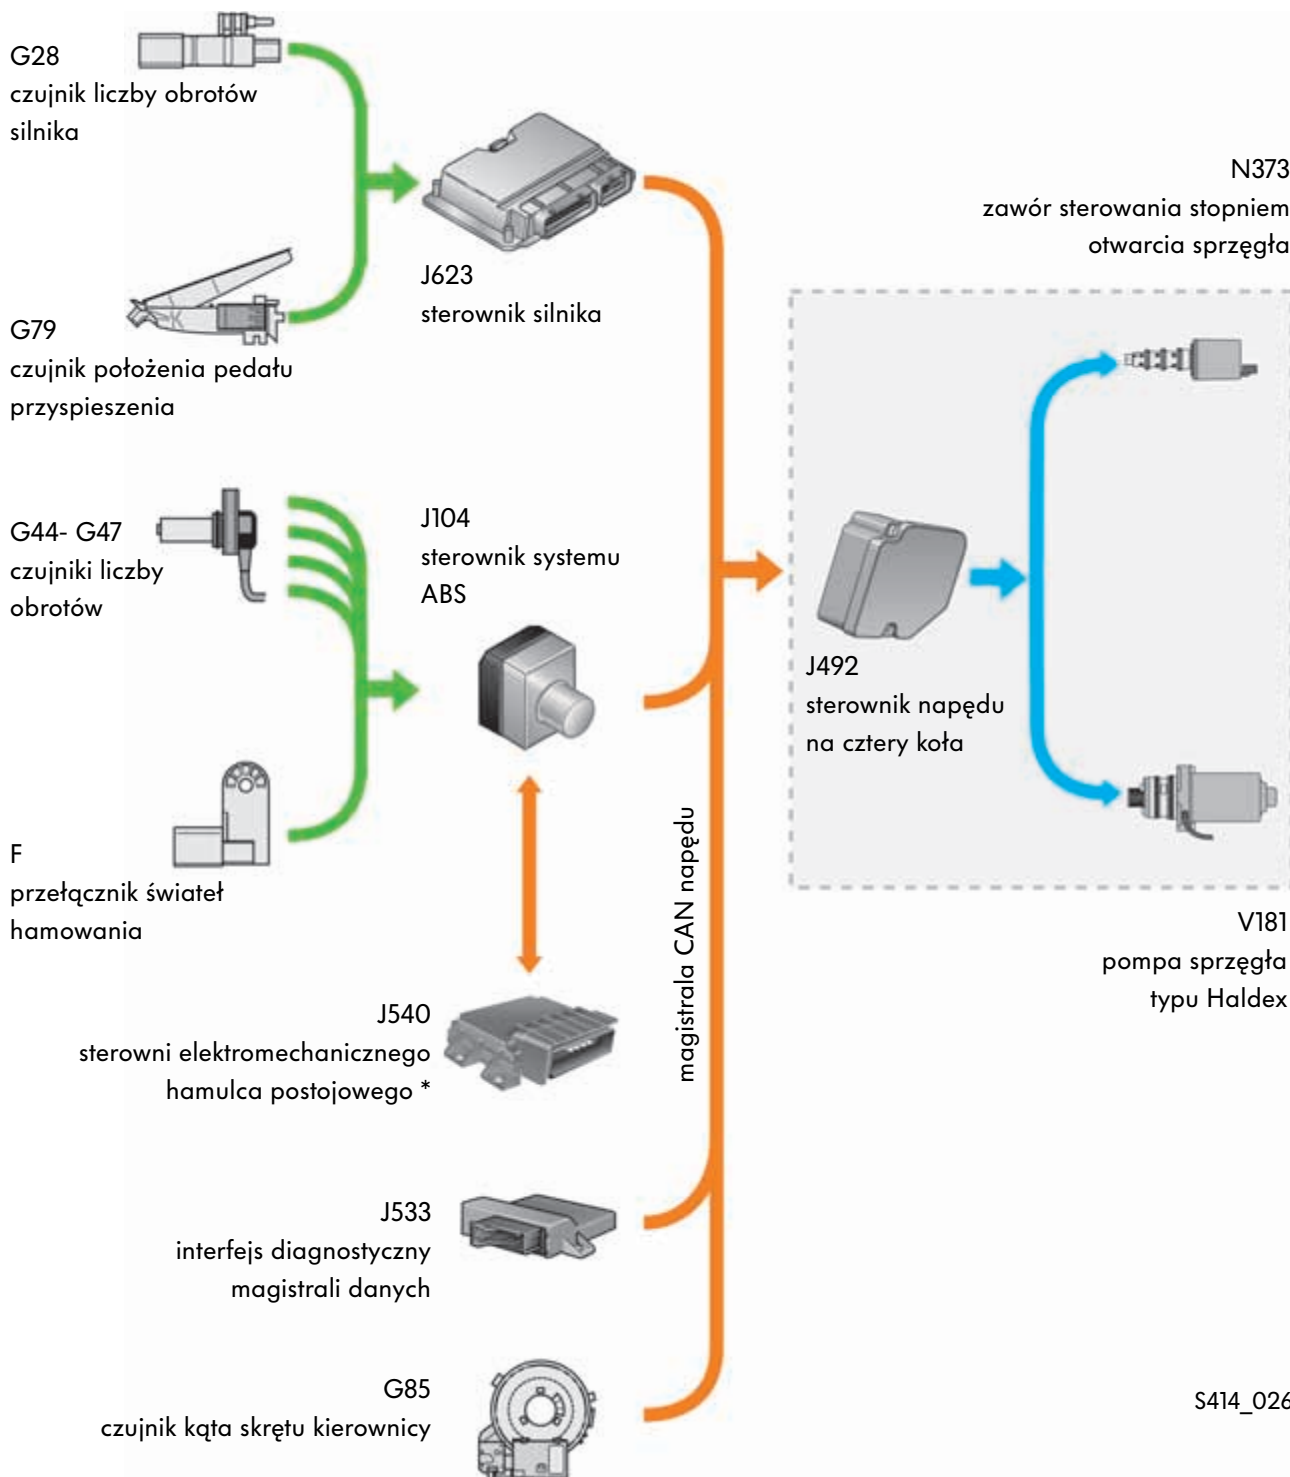 G28
czujnik liczby obrotów
silnika
J623
sterownik silnika
N373
zawór sterowania stopniem
otwarcia sprzęgła
G79
czujnik położenia pedału
przyspieszenia
G44- G47
czujniki liczby
obrotów
J104
sterownik systemu
ABS
J492
sterownik napędu
na cztery koła
F
przełącznik świateł
hamowania
magistrala CAN napędu
V181
pompa sprzęgła
typu Haldex
J540
sterowni elektromechanicznego
hamulca postojowego *
J533
interfejs diagnostyczny
magistrali danych
G85
czujnik kąta skrętu kierownicy
S414_026